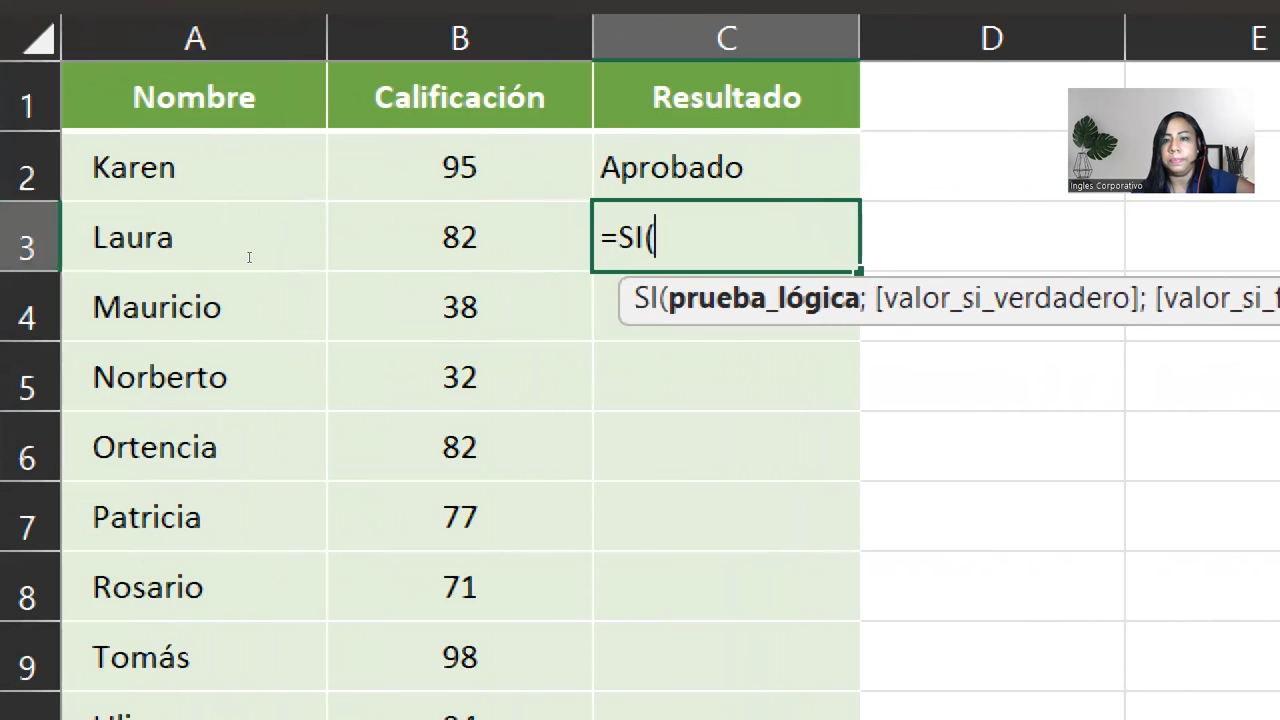 A B C D E
1 Nombre Calificación Resultado
2 Karen 95 Aprobado
3 Laura 82 =SI(
SI(prueba_lógica; [valor_si_verdadero]; [valor_si_f
4 Mauricio 38
5 Norberto 32
6 Ortencia 82
7 Patricia 77
8 Rosario 71
9 Tomás 98
Ingles Corporativo